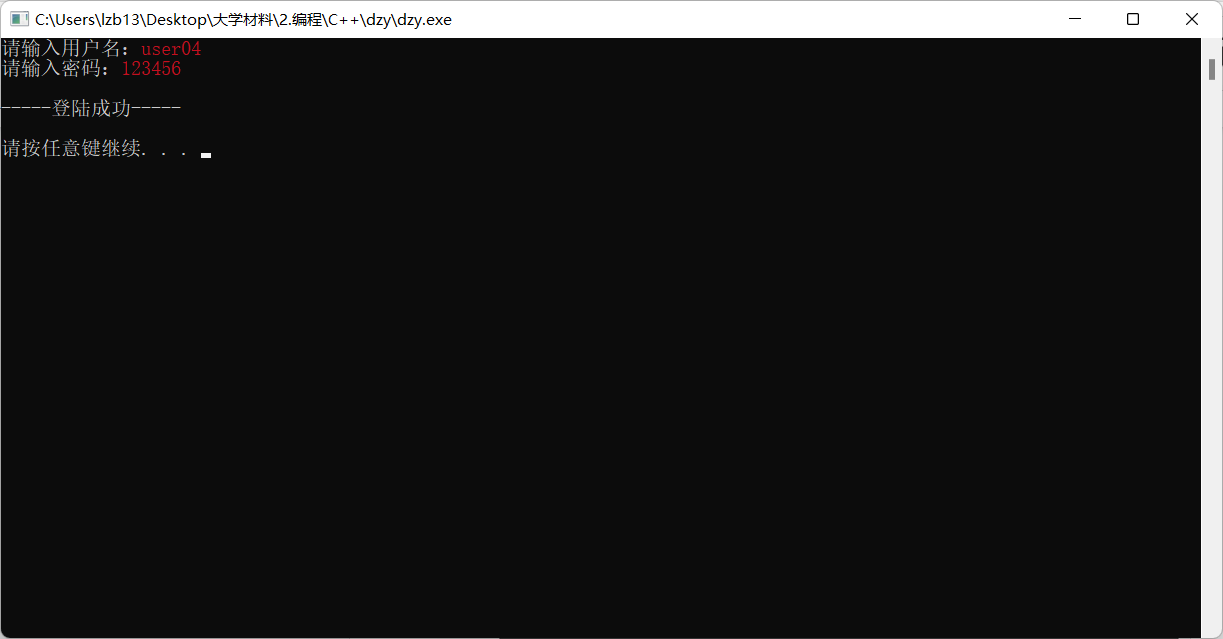 C:\Users\lzb13\Desktop\大学材料\2.编程\C++\dzy\dzy.exe
请输入用户名：user04
请输入密码：123456
-----登陆成功-----
请按任意键继续. . .